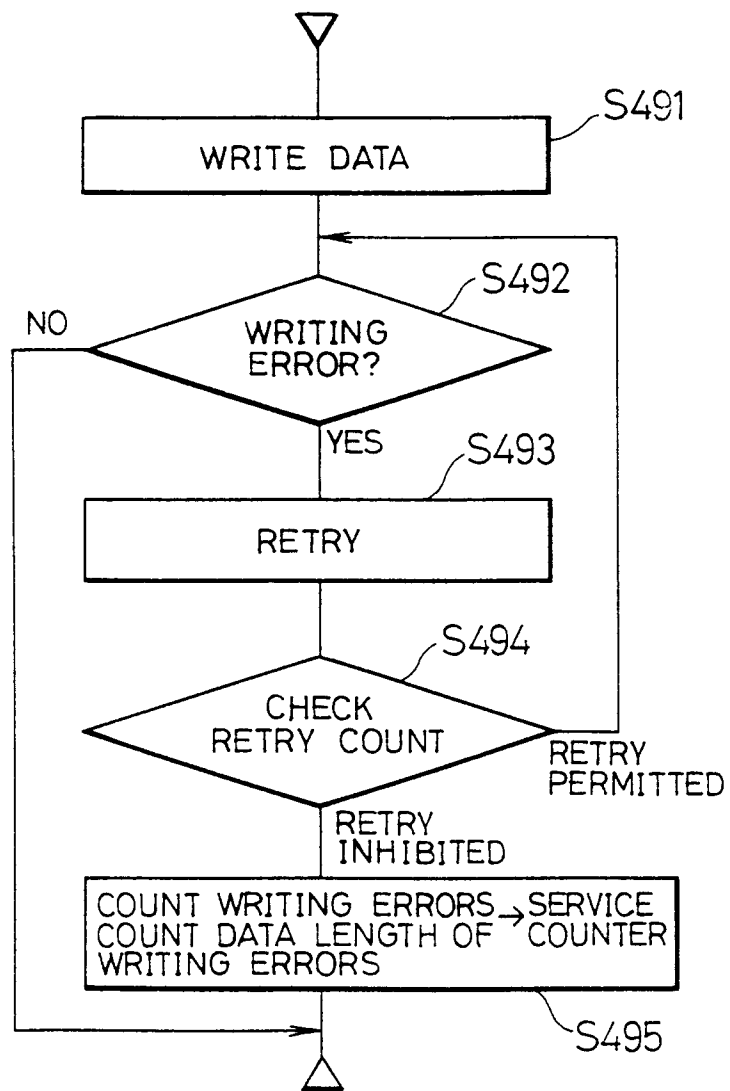 S491
WRITE DATA
S492
NO
WRITING
ERROR?
YES
S493
RETRY
S494
CHECK
RETRY COUNT
RETRY
PERMITTED
RETRY
INHIBITED
COUNT WRITING ERRORS → SERVICE
COUNT DATA LENGTH OF COUNTER
WRITING ERRORS
S495